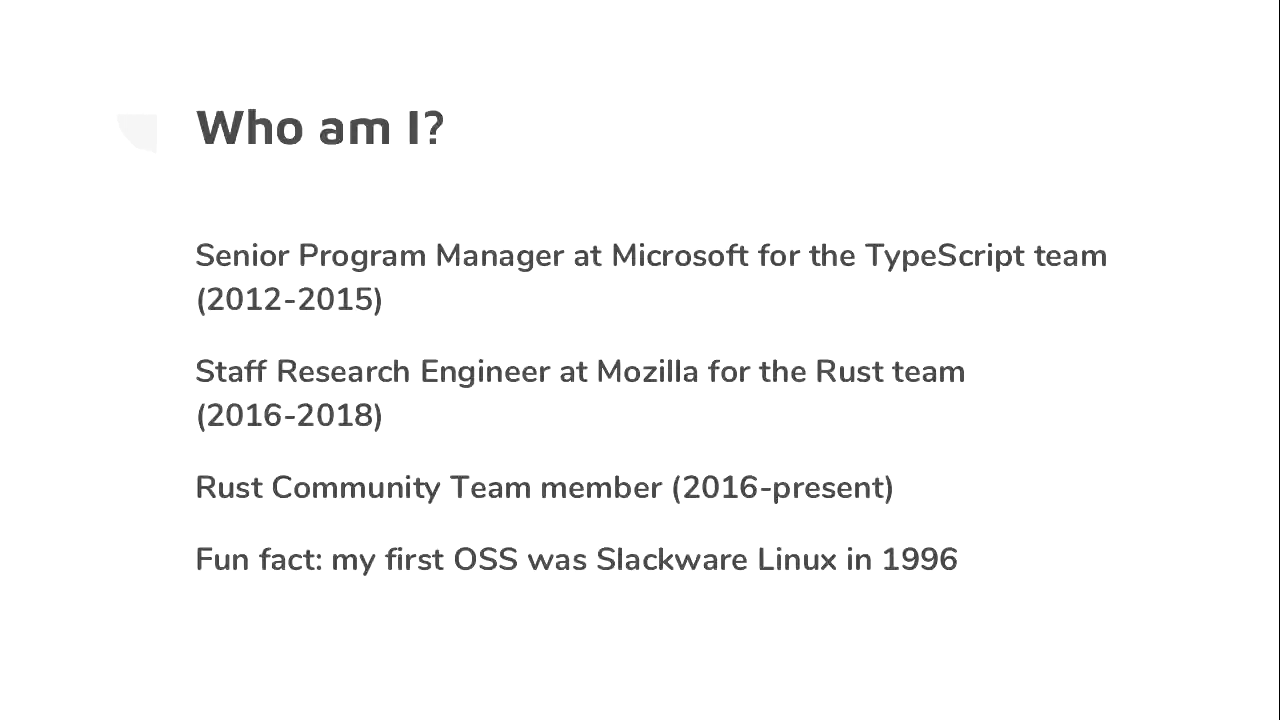 Who am I?
Senior Program Manager at Microsoft for the TypeScript team
(2012-2015)
Staff Research Engineer at Mozilla for the Rust team
(2016-2018)
Rust Community Team member (2016-present)
Fun fact: my first OSS was Slackware Linux in 1996